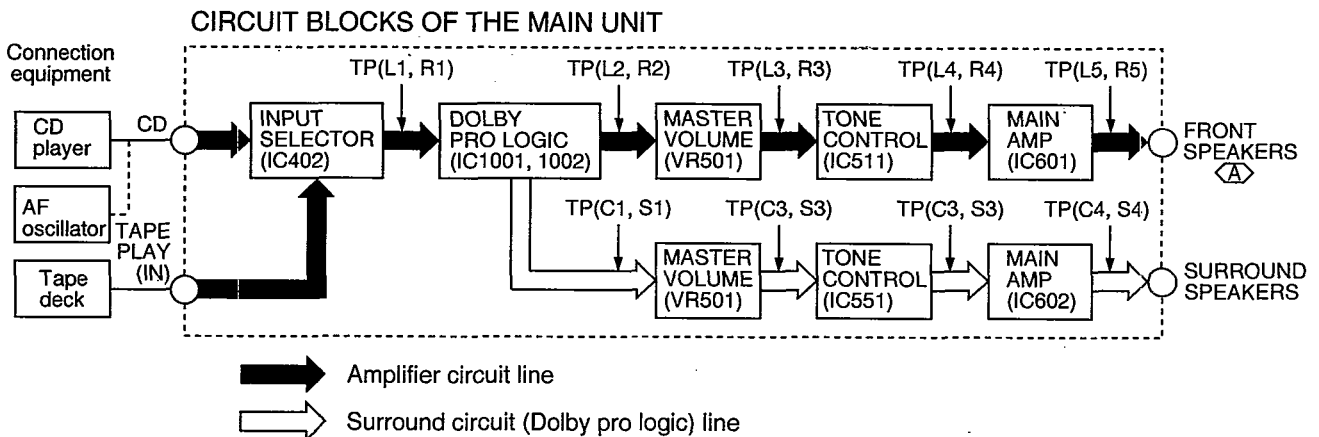 CIRCUIT BLOCKS OF THE MAIN UNIT
Connection
equipment
TP(L1, R1)
TP(L2, R2)
TP(L3, R3)
TP(L4, R4)
TP(L5, R5)
CD
player
CD
INPUT
SELECTOR
(IC402)
DOLBY
PRO LOGIC
(IC1001, 1002)
MASTER
VOLUME
(VR501)
TONE
CONTROL
(IC511)
MAIN
AMP
(IC601)
FRONT
SPEAKERS
A
AF
oscillator
TAPE
PLAY
(IN)
Tape
deck
TP(C1, S1)
TP(C3, S3)
TP(C3, S3)
TP(C4, S4)
MASTER
VOLUME
(VR501)
TONE
CONTROL
(IC551)
MAIN
AMP
(IC602)
SURROUND
SPEAKERS
Amplifier circuit line
Surround circuit (Dolby pro logic) line